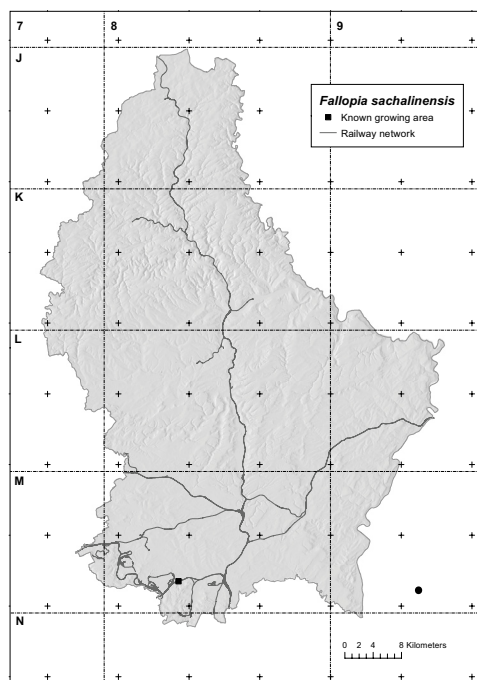 7 8 9
J
Fallopia sachalinensis
Known growing area
Railway network
K
L
M
N
0 2 4 8 Kilometers